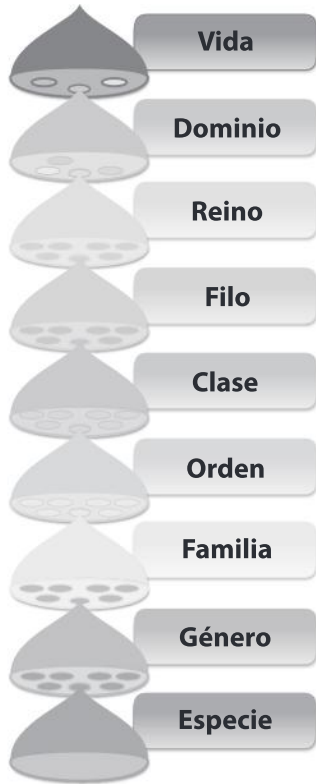 Vida
Dominio
Reino
Filo
Clase
Orden
Familia
Género
Especie